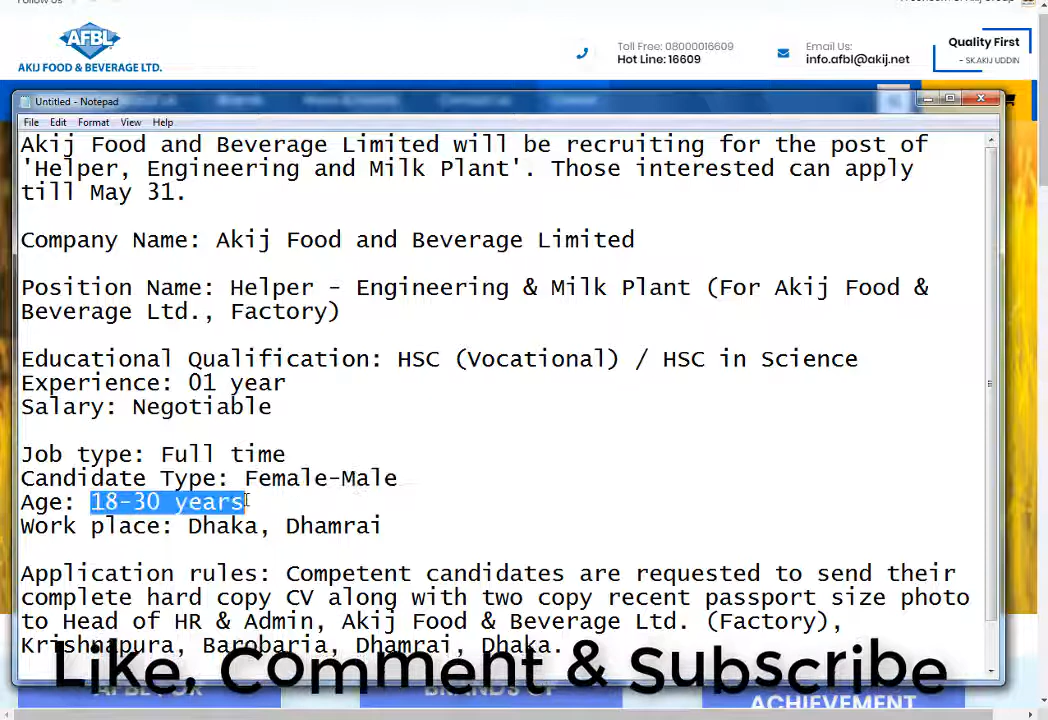 AFBL
AKIJ FOOD & BEVERAGE LTD.
Toll Free: 08000016609
Hot Line: 16609
Email Us:
info.afbl@akij.net
Quality First
- SK.AKIJ UDDIN
Untitled - Notepad
File Edit Format View Help
Akij Food and Beverage Limited will be recruiting for the post of
'Helper, Engineering and Milk Plant'. Those interested can apply
till May 31.
Company Name: Akij Food and Beverage Limited
Position Name: Helper - Engineering & Milk Plant (For Akij Food &
Beverage Ltd., Factory)
Educational Qualification: HSC (Vocational) / HSC in Science
Experience: 01 year
Salary: Negotiable
Job type: Full time
Candidate Type: Female-Male
Age: 18-30 years
Work place: Dhaka, Dhamrai
Application rules: Competent candidates are requested to send their
complete hard copy CV along with two copy recent passport size photo
to Head of HR & Admin, Akij Food & Beverage Ltd. (Factory),
Krishnapura, Barobaria, Dhamrai, Dhaka.
Like, Comment & Subscribe
BRANDS OF
ACHIEVEMENT